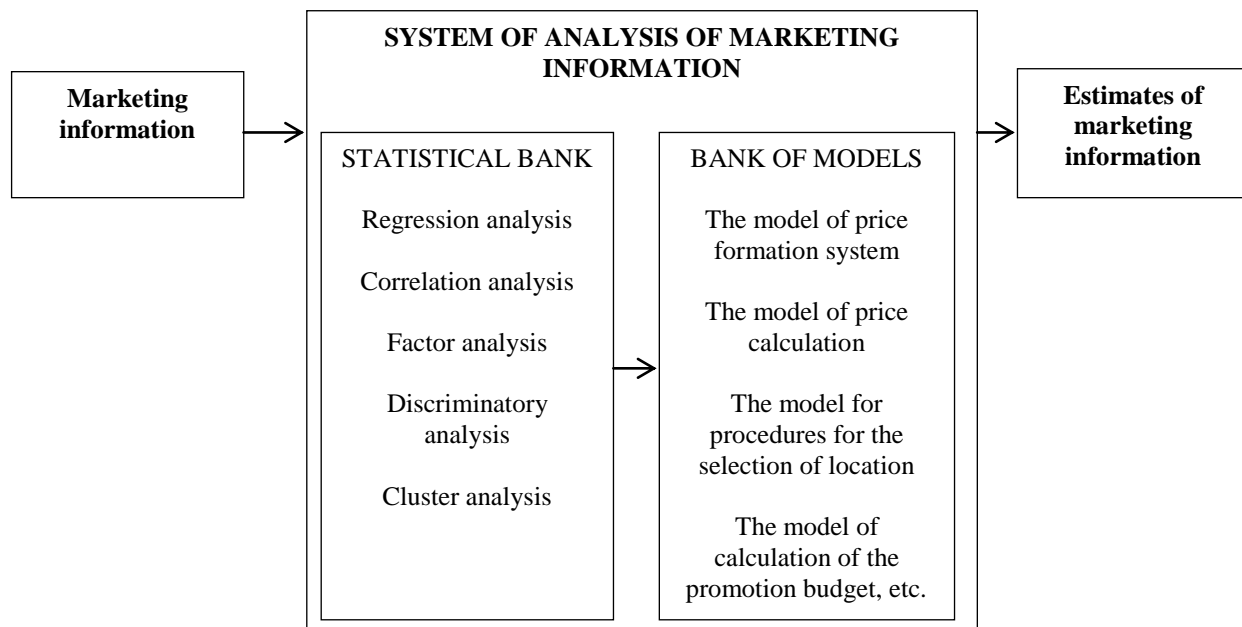 SYSTEM OF ANALYSIS OF MARKETING
INFORMATION
Marketing
information
STATISTICAL BANK
Regression analysis
Correlation analysis
Factor analysis
Discriminatory
analysis
Cluster analysis
BANK OF MODELS
The model of price
formation system
The model of price
calculation
The model for
procedures for the
selection of location
The model of
calculation of the
promotion budget, etc.
Estimates of
marketing
information